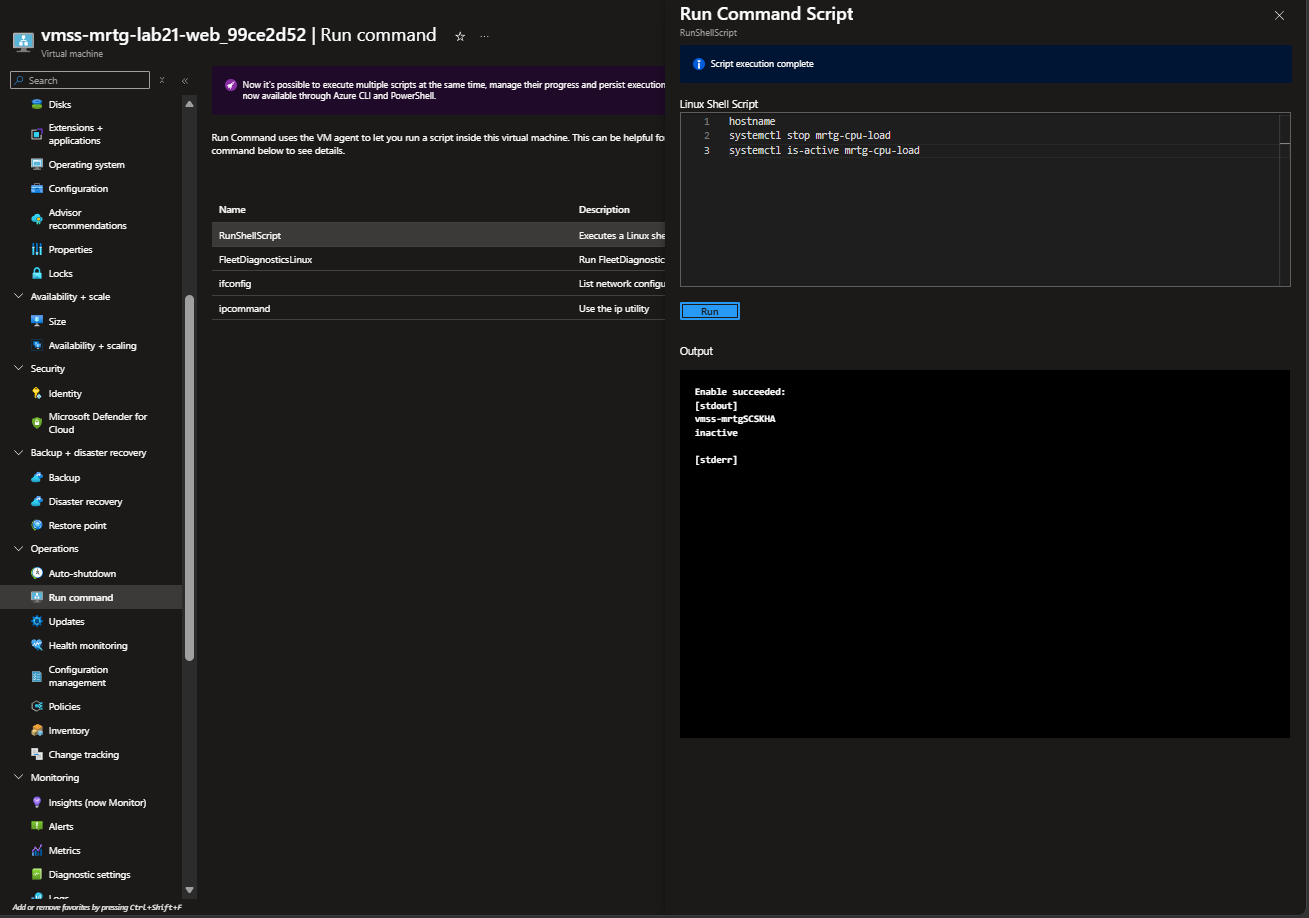 vmss-mrtg-lab21-web_99ce2d52 | Run command
Virtual machine
Search
Disks
Extensions +
applications
Operating system
Configuration
Advisor
recommendations
Properties
Locks
Availability + scale
Size
Availability + scaling
Security
Identity
Microsoft Defender for
Cloud
Backup + disaster recovery
Backup
Disaster recovery
Restore point
Operations
Auto-shutdown
Run command
Updates
Health monitoring
Configuration
management
Policies
Inventory
Change tracking
Monitoring
Insights (now Monitor)
Alerts
Metrics
Diagnostic settings
Logs
Add or remove favorites by pressing Ctrl+Shift+F
Now it's possible to execute multiple scripts at the same time, manage their progress and persist execution
now available through Azure CLI and PowerShell.
Run Command uses the VM agent to let you run a script inside this virtual machine. This can be helpful fo
command below to see details.
Name Description
RunShellScript Executes a Linux she
FleetDiagnosticsLinux Run FleetDiagnostic
ifconfig List network configu
ipcommand Use the ip utility
Run Command Script
RunShellScript
Script execution complete
Linux Shell Script
1 hostname
2 systemctl stop mrtg-cpu-load
3 systemctl is-active mrtg-cpu-load
Run
Output
Enable succeeded:
[stdout]
vmss-mrtgSCSKHA
inactive
[stderr]